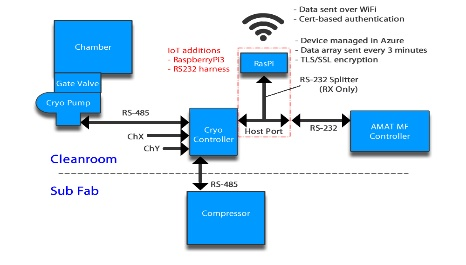 - Data sent over WiFi
- Cert-based authentication
- Device managed in Azure
- Data array sent every 3 minutes
- TLS/SSL encryption
Chamber
IoT additions
- RaspberryPI3
- RS232 harness
RasPI
Gate Valve
Cryo Pump
RS-232 Splitter
(RX Only)
RS-485
ChX
ChY
Cryo
Controller
Host Port
RS-232
AMAT MF
Controller
Cleanroom
Sub Fab
RS-485
Compressor